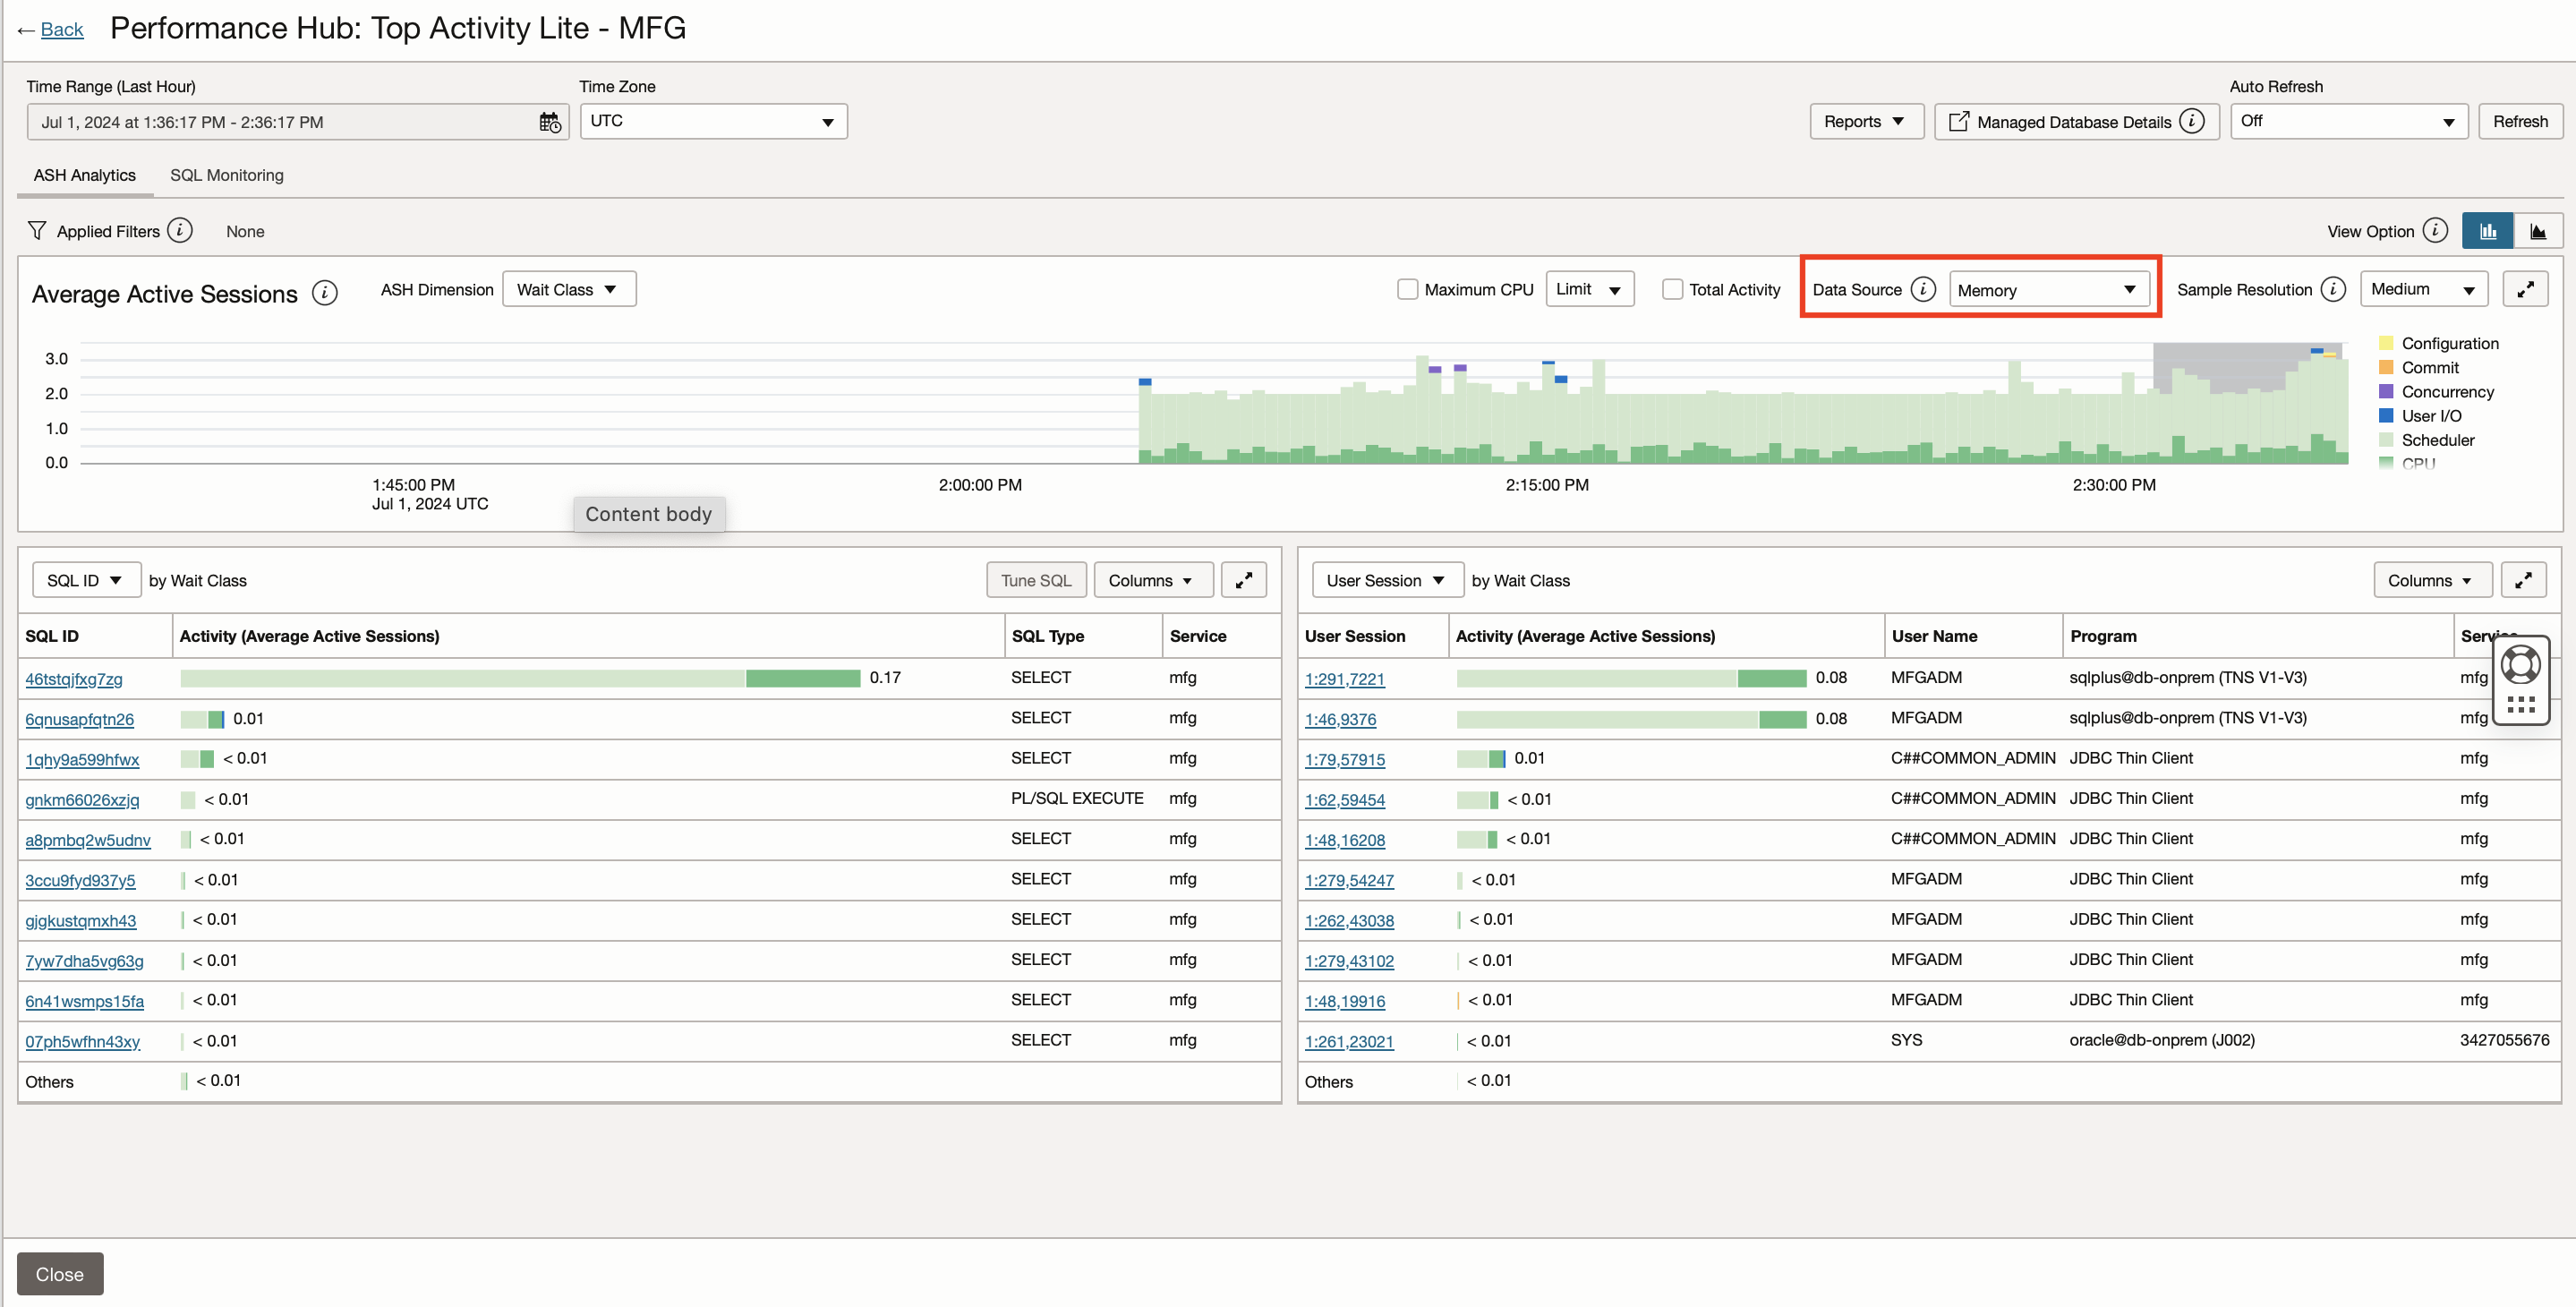 ← Back Performance Hub: Top Activity Lite - MFG
Time Range (Last Hour) Time Zone Auto Refresh
Jul 1, 2024 at 1:36:17 PM - 2:36:17 PM UTC Reports Managed Database Details i Off Refresh
ASH Analytics SQL Monitoring
Applied Filters i None View Option i
Average Active Sessions i ASH Dimension Wait Class Maximum CPU Limit Total Activity Data Source i Memory Sample Resolution i Medium
3.0
2.0
1.0
0.0
Configuration
Commit
Concurrency
User I/O
Scheduler
CPU
1:45:00 PM 2:00:00 PM 2:15:00 PM 2:30:00 PM
Jul 1, 2024 UTC
Content body
SQL ID by Wait Class Tune SQL Columns
SQL ID Activity (Average Active Sessions) SQL Type Service
46tstqjfxg7zg 0.17 SELECT mfg
6qnusapfqtn26 0.01 SELECT mfg
1qhy9a599hfwx < 0.01 SELECT mfg
gnkm66026xzjq < 0.01 PL/SQL EXECUTE mfg
a8pmbq2w5udnv < 0.01 SELECT mfg
3ccu9fyd937y5 < 0.01 SELECT mfg
gjgkustqmxh43 < 0.01 SELECT mfg
7yw7dha5vg63g < 0.01 SELECT mfg
6n41wsmps15fa < 0.01 SELECT mfg
07ph5wfhn43xy < 0.01 SELECT mfg
Others < 0.01
User Session by Wait Class Columns
User Session Activity (Average Active Sessions) User Name Program
1:291,7221 0.08 MFGADM sqlplus@db-onprem (TNS V1-V3) mfg
1:46,9376 0.08 MFGADM sqlplus@db-onprem (TNS V1-V3) mfg
1:79,57915 0.01 C##COMMON_ADMIN JDBC Thin Client mfg
1:62,59454 < 0.01 C##COMMON_ADMIN JDBC Thin Client mfg
1:48,16208 < 0.01 C##COMMON_ADMIN JDBC Thin Client mfg
1:279,54247 < 0.01 MFGADM JDBC Thin Client mfg
1:262,43038 < 0.01 MFGADM JDBC Thin Client mfg
1:279,43102 < 0.01 MFGADM JDBC Thin Client mfg
1:48,19916 < 0.01 MFGADM JDBC Thin Client mfg
1:261,23021 < 0.01 SYS oracle@db-onprem (J002) 3427055676
Others < 0.01
Close